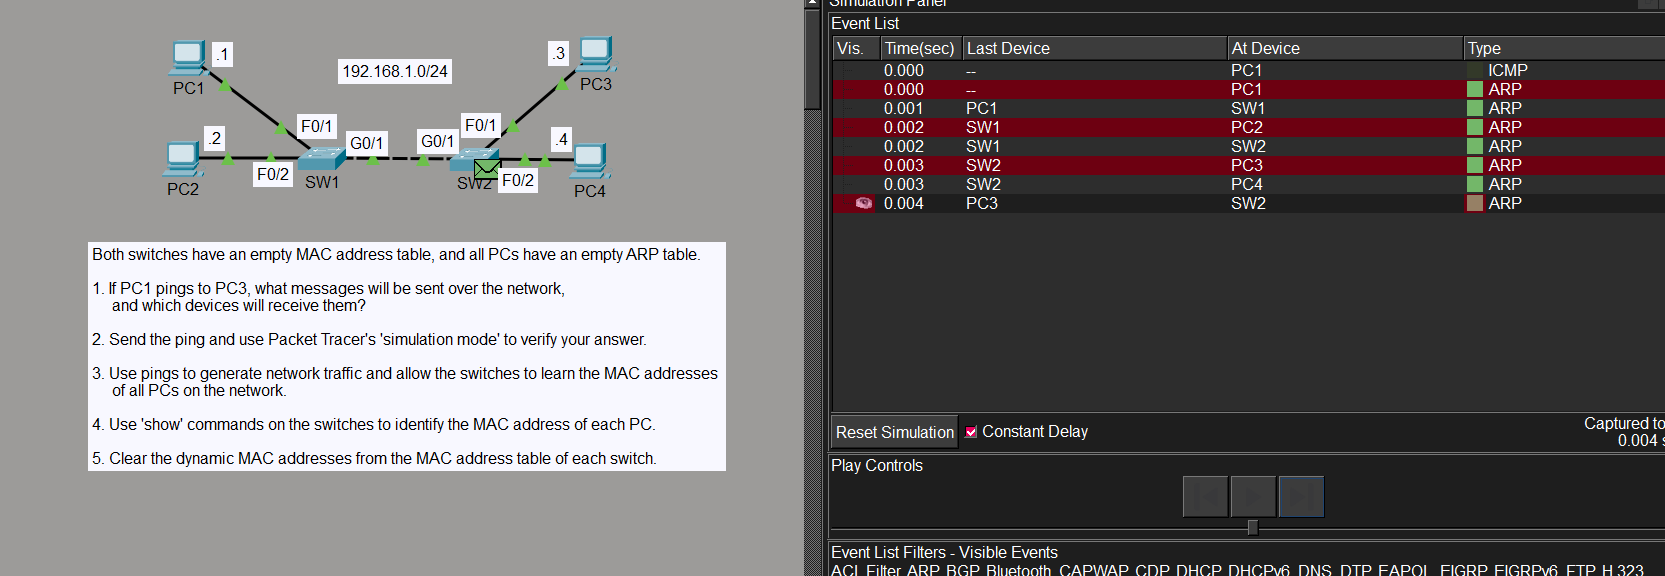 .1
PC1
192.168.1.0/24
.3
PC3
F0/1
G0/1
G0/1
F0/1
.2
PC2
F0/2
SW1
SW2
F0/2
.4
PC4
Both switches have an empty MAC address table, and all PCs have an empty ARP table.
1. If PC1 pings to PC3, what messages will be sent over the network,
and which devices will receive them?
2. Send the ping and use Packet Tracer's 'simulation mode' to verify your answer.
3. Use pings to generate network traffic and allow the switches to learn the MAC addresses
of all PCs on the network.
4. Use 'show' commands on the switches to identify the MAC address of each PC.
5. Clear the dynamic MAC addresses from the MAC address table of each switch.
Simulation Panel
Event List
Vis. Time(sec) Last Device At Device Type
0.000 -- PC1 ICMP
0.000 -- PC1 ARP
0.001 PC1 SW1 ARP
0.002 SW1 PC2 ARP
0.002 SW1 SW2 ARP
0.003 SW2 PC3 ARP
0.003 SW2 PC4 ARP
0.004 PC3 SW2 ARP
Reset Simulation Constant Delay
Captured to
0.004 s
Play Controls
Event List Filters - Visible Events
ACL Filter, ARP, BGP, Bluetooth, CAPWAP, CDP, DHCP, DHCPv6, DNS, DTP, EAPOL, EIGRP, EIGRPv6, FTP, H.323,